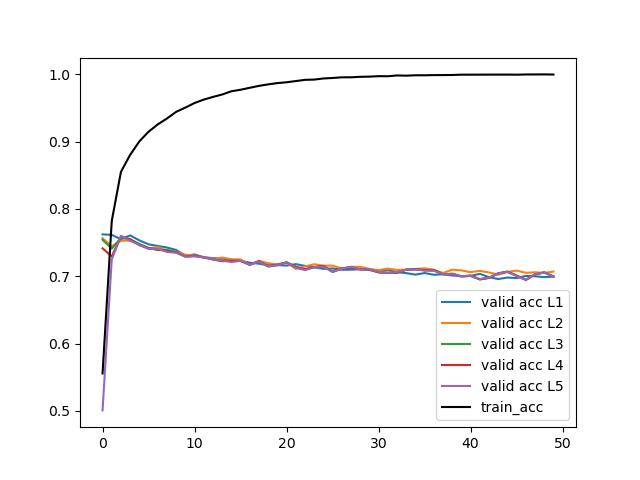 1.0
0.9
0.8
0.7
0.6
0.5
0 10 20 30 40 50
valid acc L1
valid acc L2
valid acc L3
valid acc L4
valid acc L5
train_acc